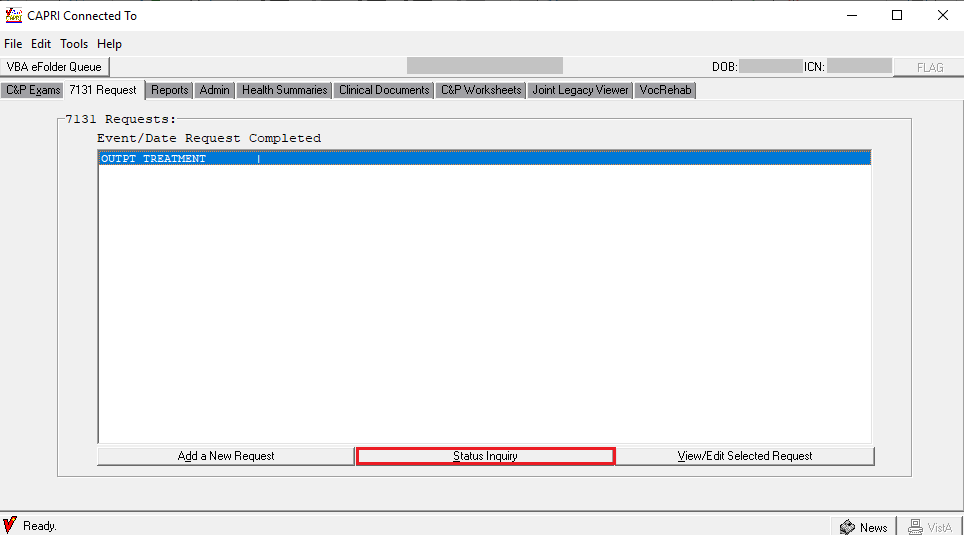 CAPRI Connected To
File Edit Tools Help
VBA eFolder Queue DOB: ICN: FLAG
C&P Exams 7131 Request Reports Admin Health Summaries Clinical Documents C&P Worksheets Joint Legacy Viewer VocRehab
7131 Requests:
Event/Date Request Completed
OUTPT TREATMENT |
Add a New Request Status Inquiry View/Edit Selected Request
Ready. News VistA